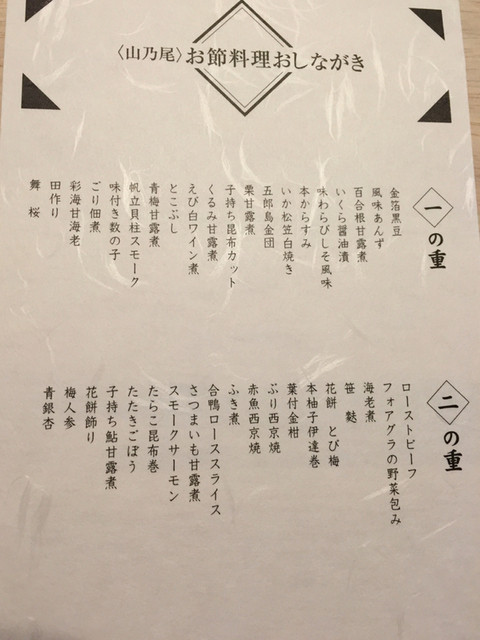 〈山乃尾〉お節料理おしながき
一の重
金箔黒豆
風味あんず
百合根甘露煮
いくら醤油漬
味わらびしそ風味
本からすみ
いか松笠白焼き
五郎島金団
栗甘露煮
子持ち昆布カット
くるみ甘露煮
えび白ワイン煮
とこぶし
青梅甘露煮
帆立貝柱スモーク
味付き数の子
ごり佃煮
彩海甘海老
田作り
舞桜
二の重
ローストビーフ
フォアグラの野菜包み
海老煮
笹麩
花餅 とび梅
本柚子伊達巻
葉付金柑
ぶり西京焼
赤魚西京焼
ふき煮
合鴨ローススライス
さつまいも甘露煮
スモークサーモン
たらこ昆布巻
たたきごぼう
子持ち鮎甘露煮
花餅飾り
梅人参
青銀杏